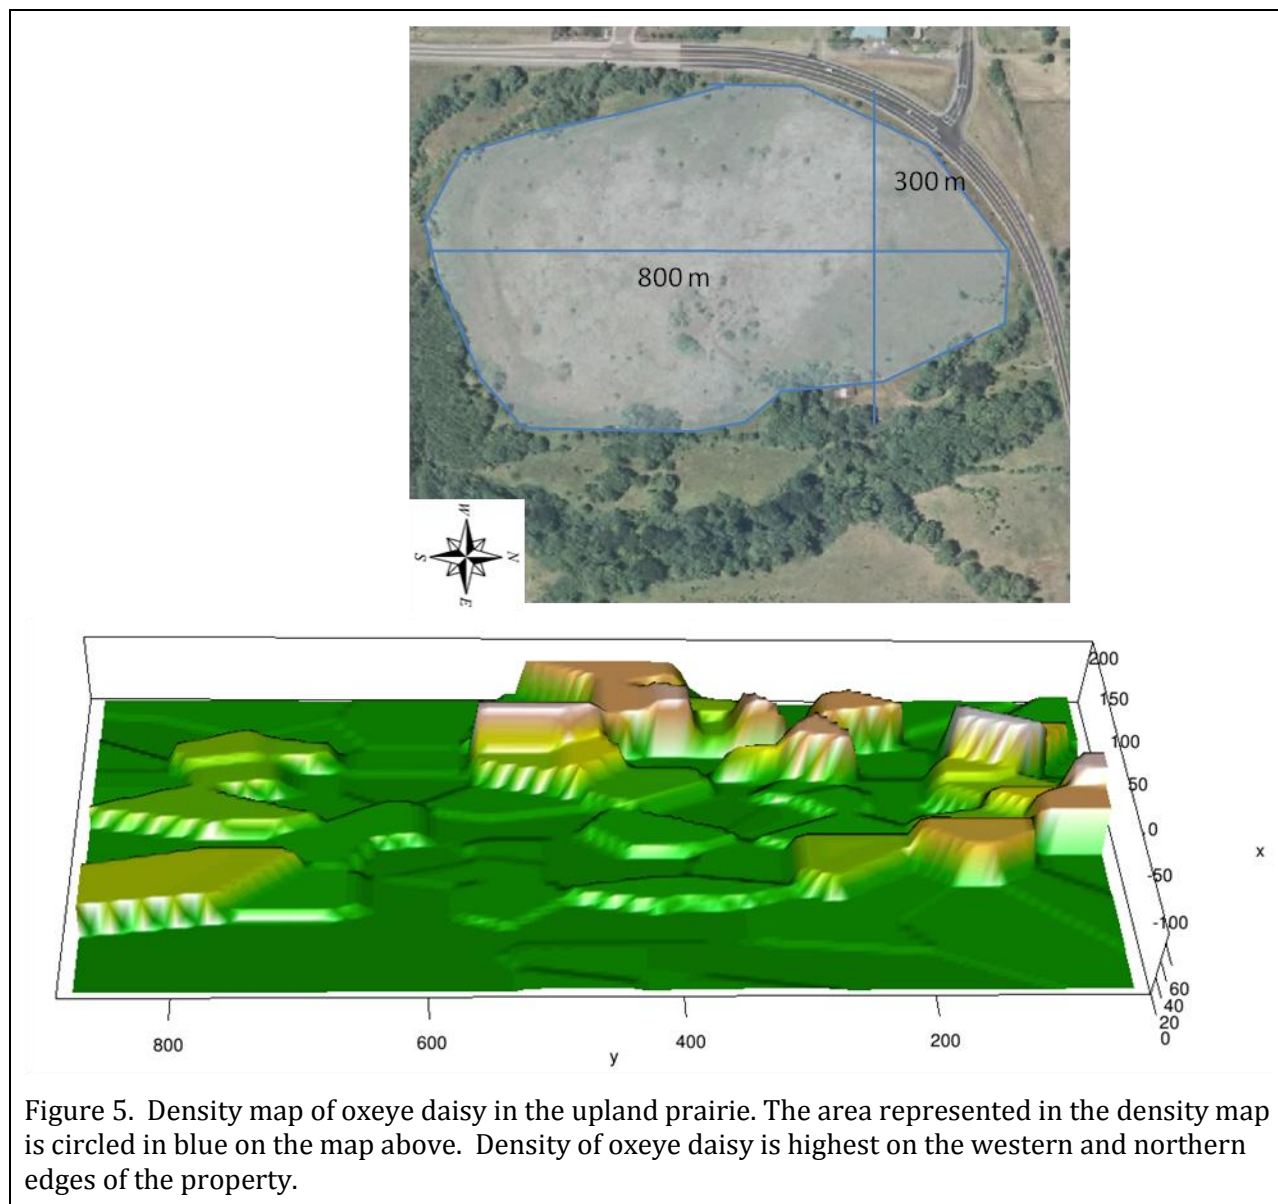 300 m
800 m
W
S
N
E
200
150
100
50
0
-50
-100
x
60
40
20
0
800
600
400
200
y
Figure 5.  Density map of oxeye daisy in the upland prairie. The area represented in the density map
is circled in blue on the map above.  Density of oxeye daisy is highest on the western and northern
edges of the property.